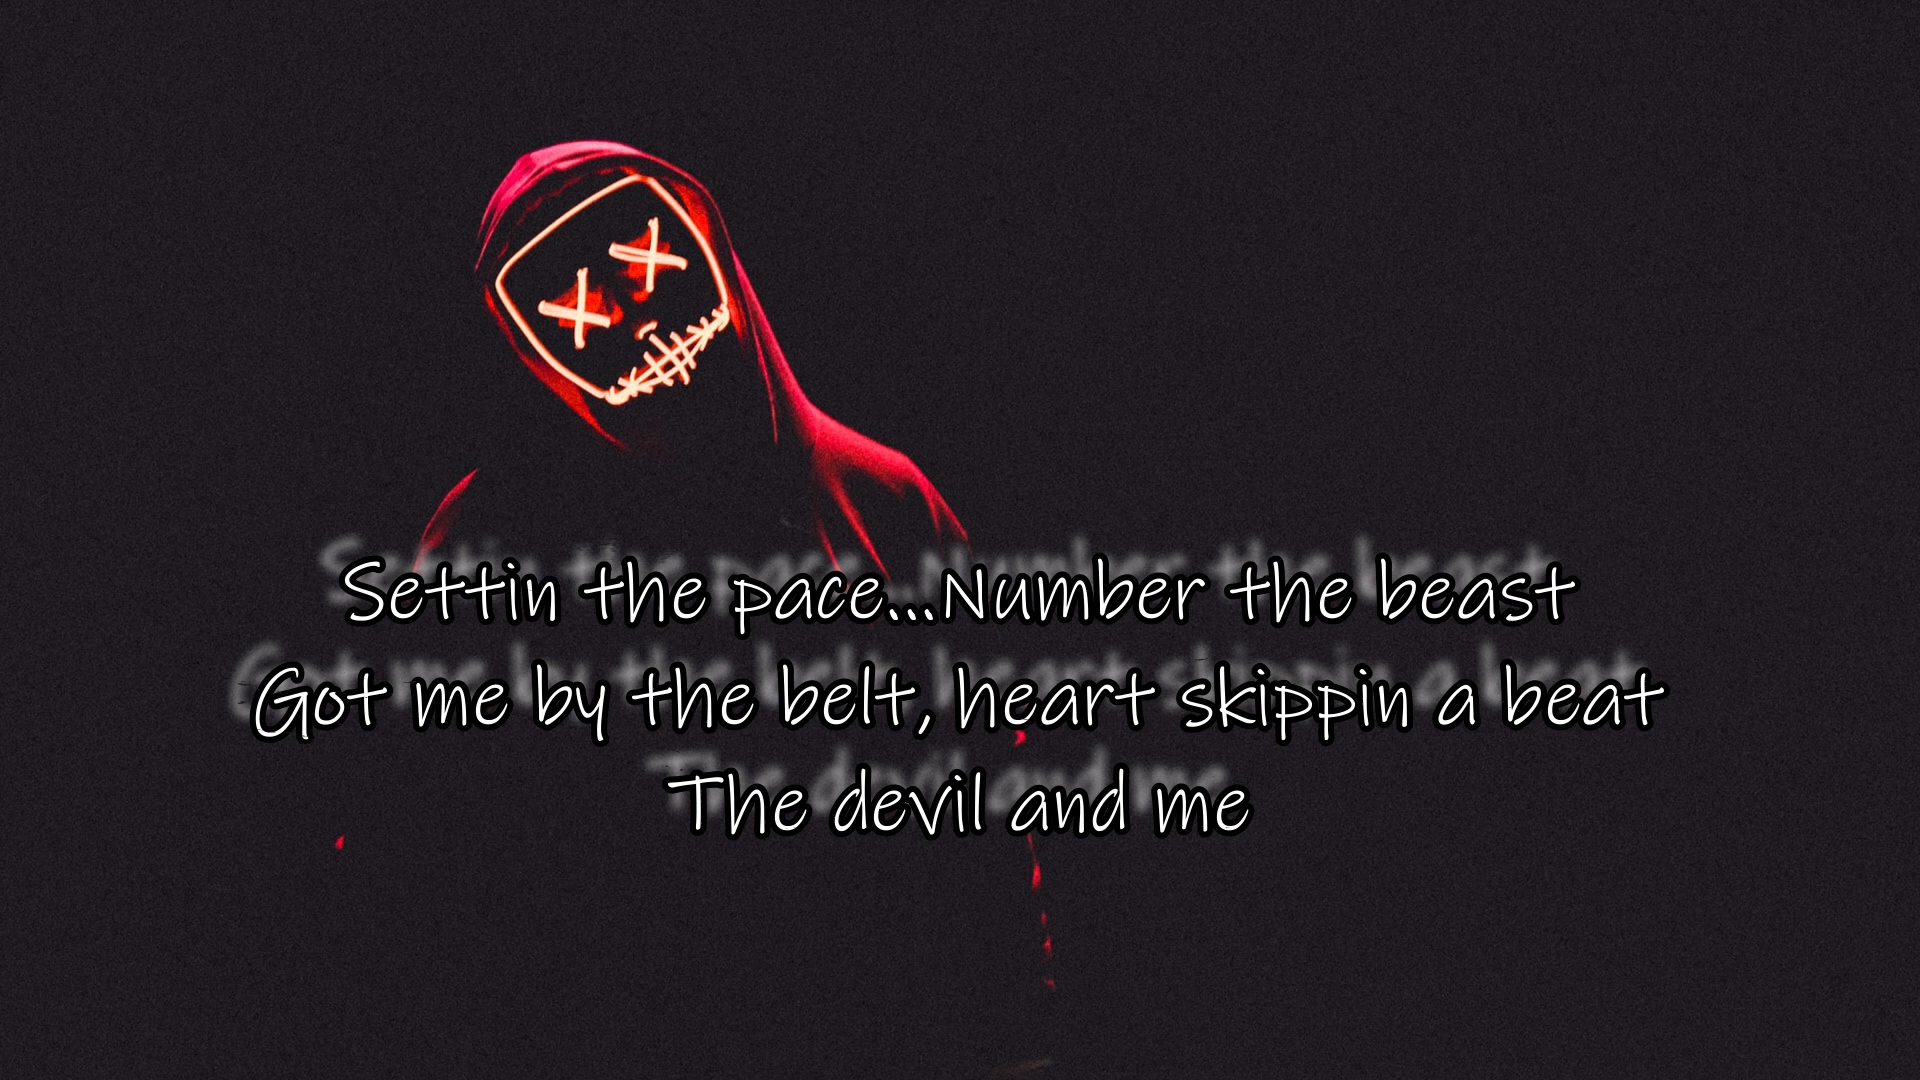 Settin the pace...Number the beast
Got me by the belt, heart skippin a beat
The devil and me